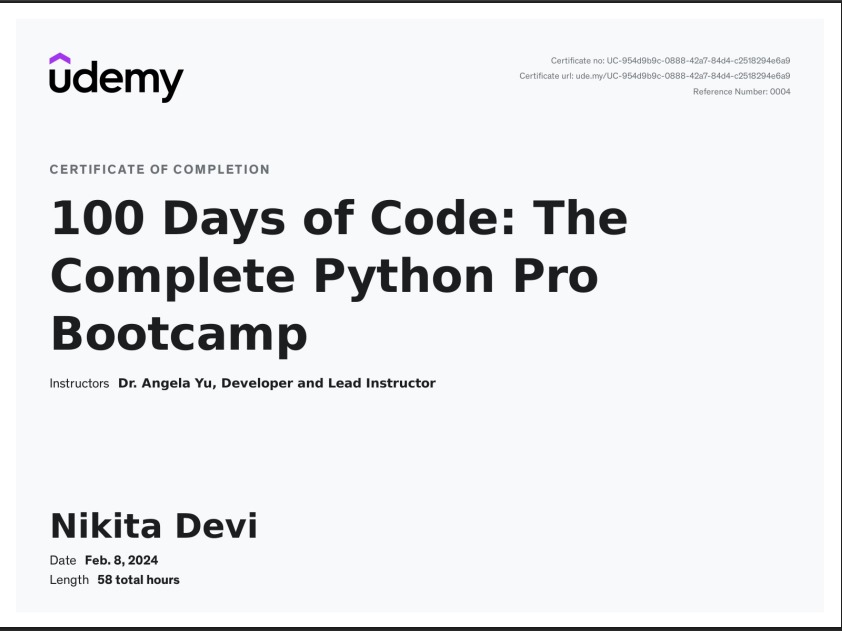 udemy
Certificate no: UC-954d9b9c-0888-42a7-84d4-c2518294e6a9
Certificate url: ude.my/UC-954d9b9c-0888-42a7-84d4-c2518294e6a9
Reference Number: 0004
CERTIFICATE OF COMPLETION
100 Days of Code: The
Complete Python Pro
Bootcamp
Instructors Dr. Angela Yu, Developer and Lead Instructor
Nikita Devi
Date Feb. 8, 2024
Length 58 total hours